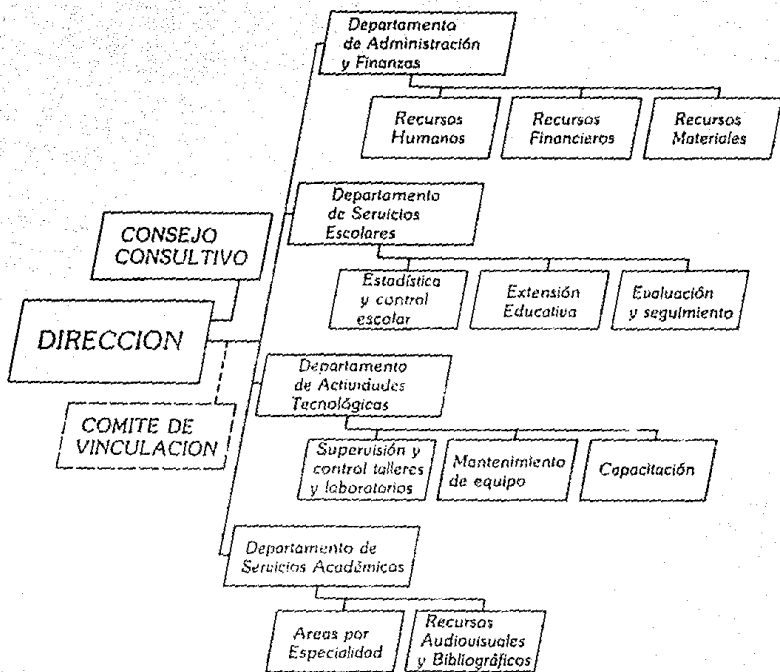 Departamento
de Administración
y Finanzas
Recursos
Humanos
Recursos
Financieros
Recursos
Materiales
Departamento
de Servicios
Escolares
CONSEJO
CONSULTIVO
Estadística
y control
escolar
Extensión
Educativa
Evaluación
y seguimiento
DIRECCION
Departamento
de Actividades
Tecnológicas
COMITE DE
VINCULACION
Supervisión y
control talleres
y laboratorios
Mantenimiento
de equipo
Capacitación
Departamento de
Servicios Académicos
Areas por
Especialidad
Recursos
Audiovisuales
y Bibliográficos